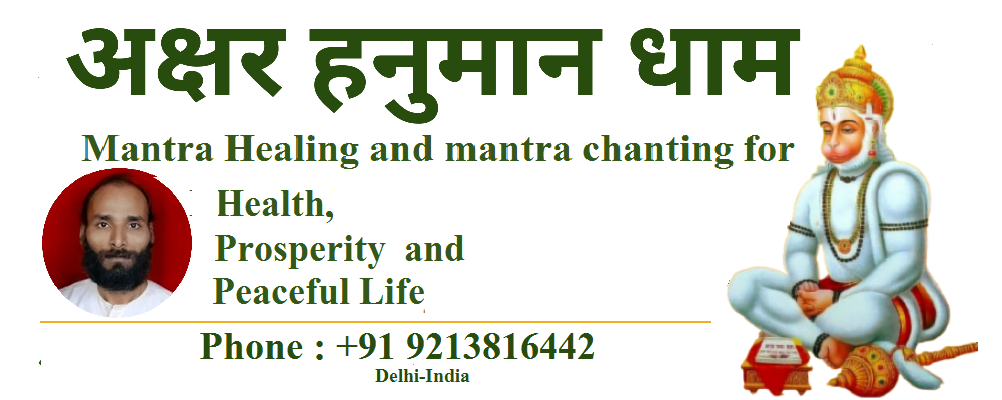 अक्षर हनुमान धाम
Mantra Healing and mantra chanting for
Health,
Prosperity and
Peaceful Life
Phone : +91 9213816442
Delhi-India